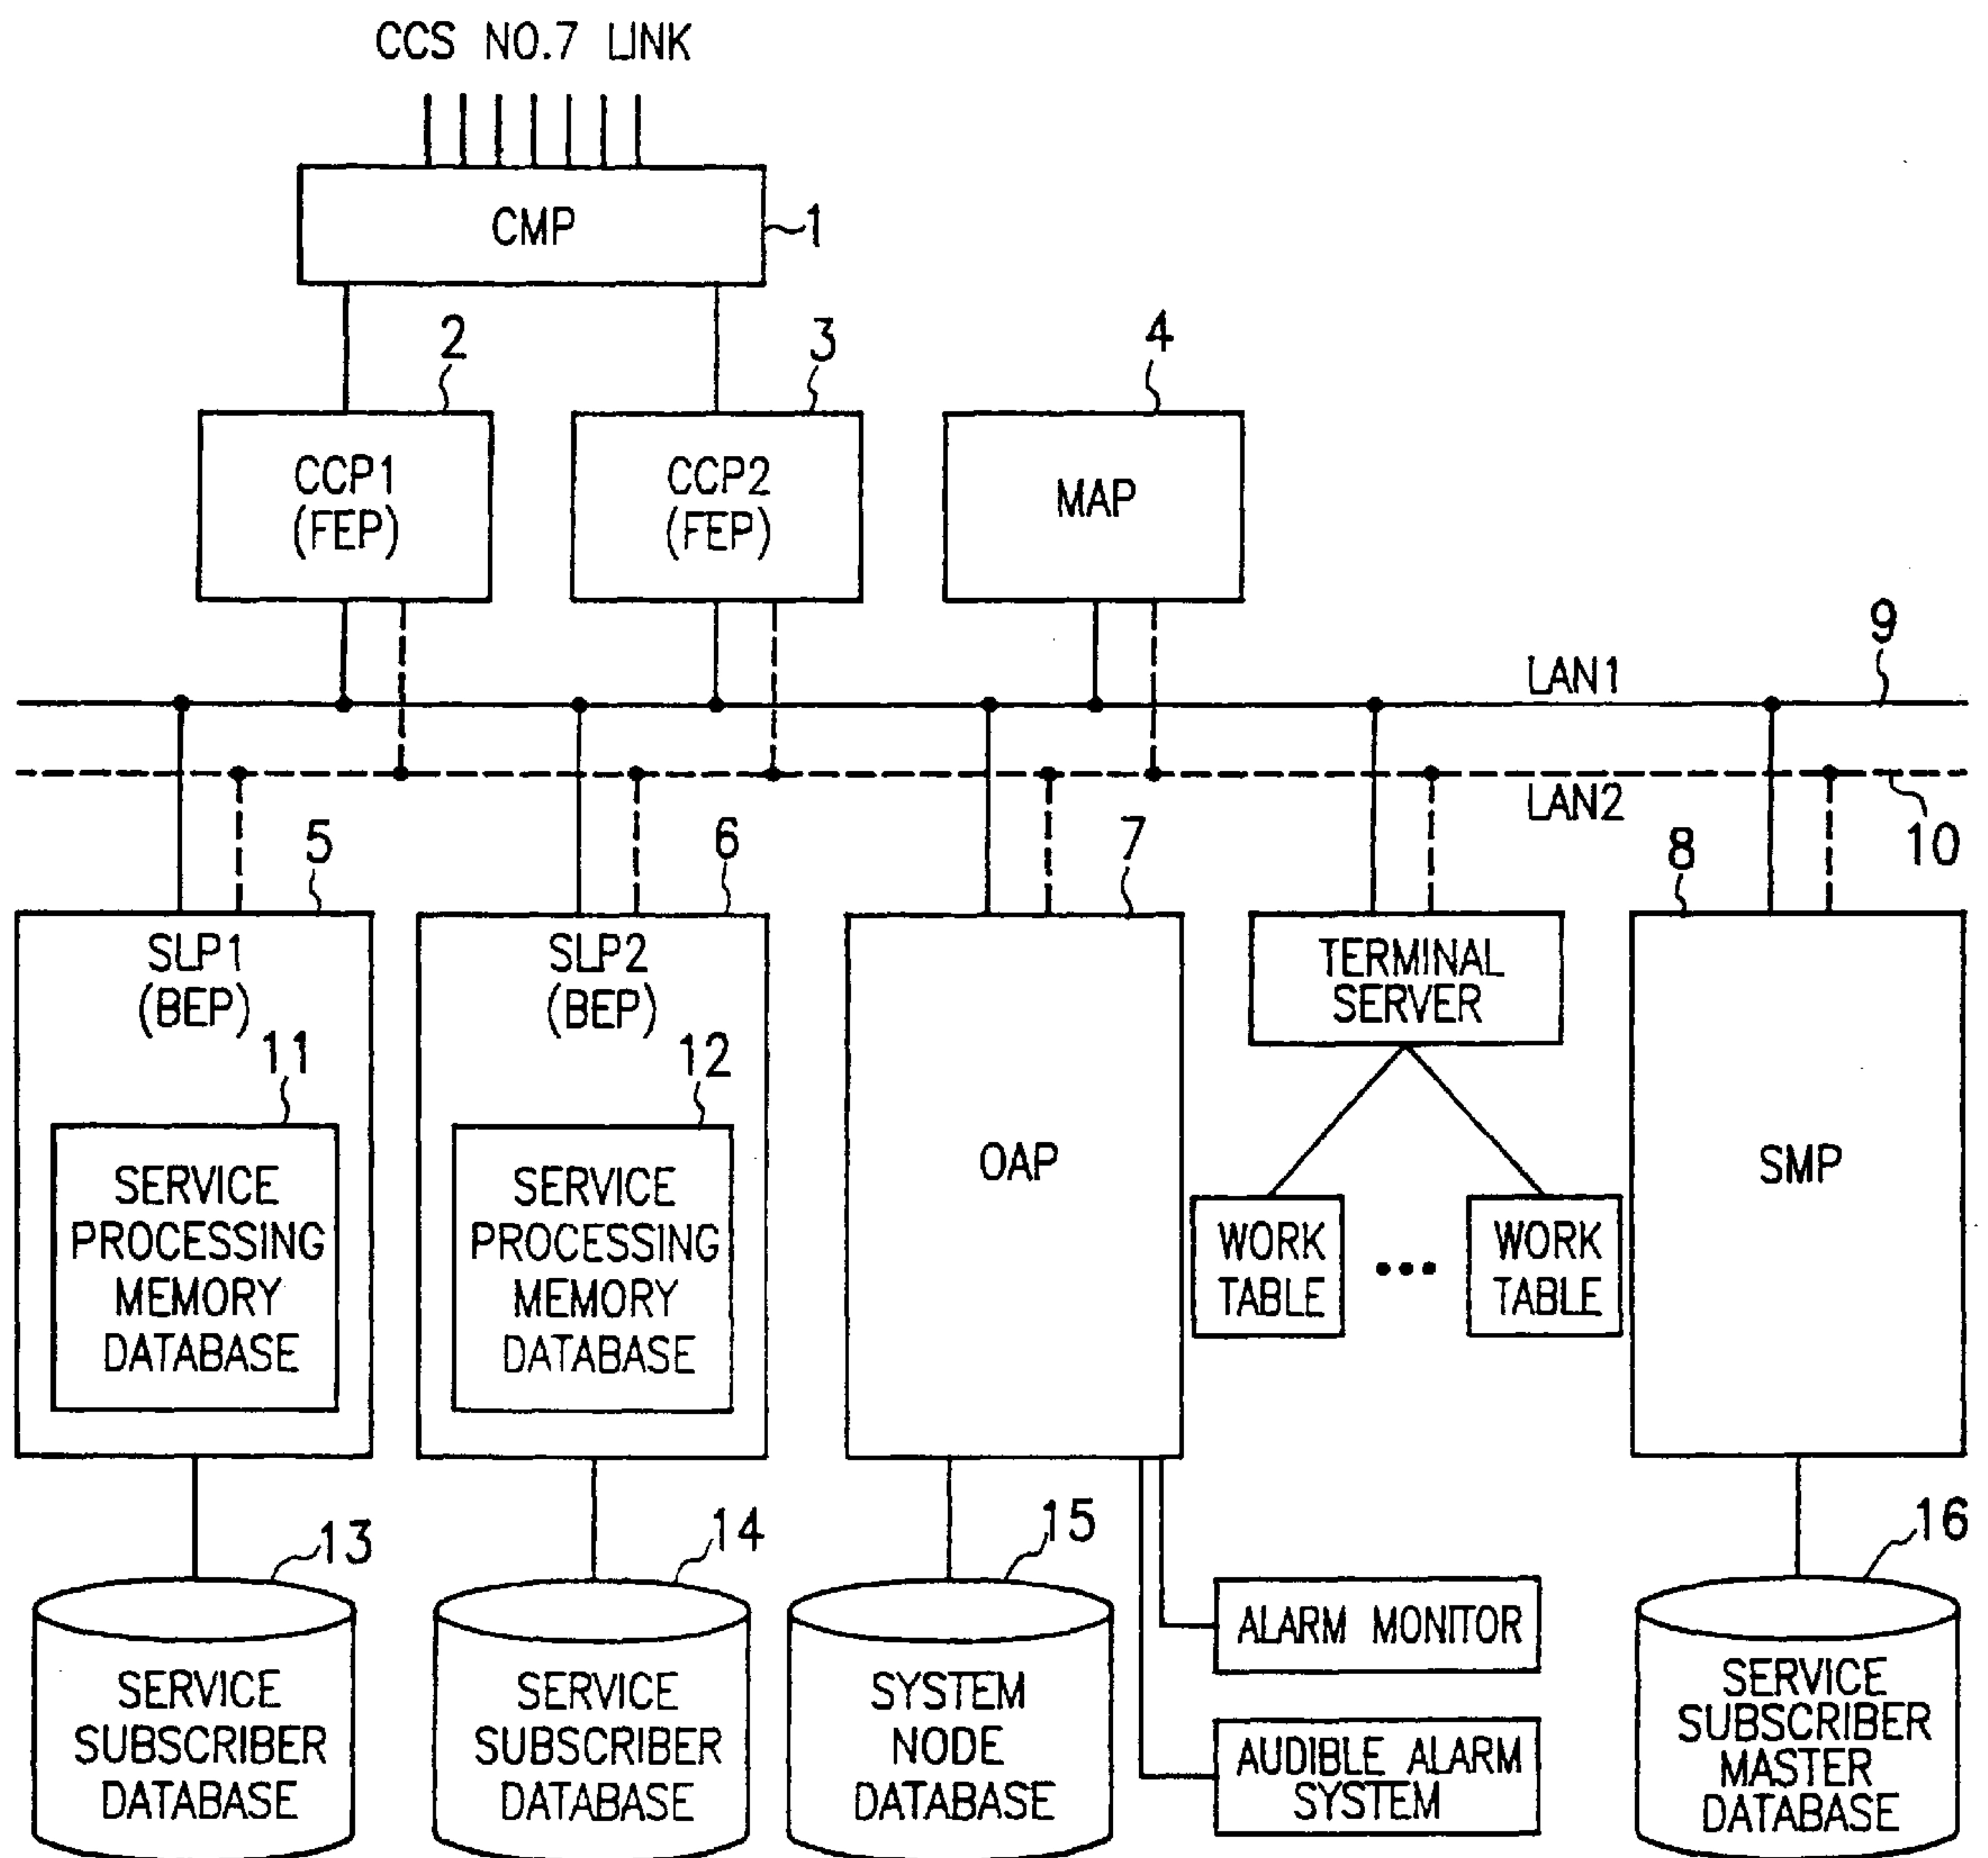 CCS NO.7 LINK
CMP
1
2
3
4
CCP1
(FEP)
CCP2
(FEP)
MAP
LAN1
9
LAN2
10
5
6
7
8
SLP1
(BEP)
11
SERVICE
PROCESSING
MEMORY
DATABASE
SLP2
(BEP)
12
SERVICE
PROCESSING
MEMORY
DATABASE
OAP
TERMINAL
SERVER
WORK
TABLE
•••
WORK
TABLE
SMP
13
SERVICE
SUBSCRIBER
DATABASE
14
SERVICE
SUBSCRIBER
DATABASE
15
SYSTEM
NODE
DATABASE
ALARM MONITOR
AUDIBLE ALARM
SYSTEM
16
SERVICE
SUBSCRIBER
MASTER
DATABASE